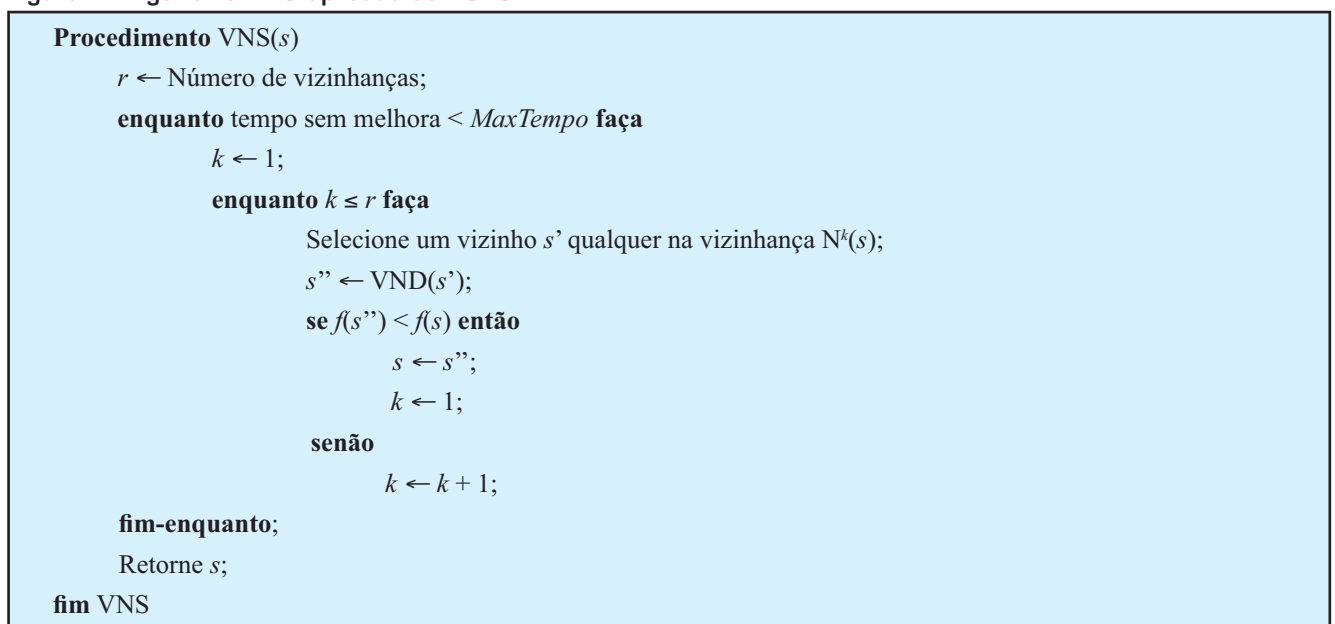 Procedimento VNS(s)
r ← Número de vizinhanças;
enquanto tempo sem melhora < MaxTempo faça
k ← 1;
enquanto k ≤ r faça
Selecione um vizinho s’ qualquer na vizinhança Nᵏ(s);
s’’ ← VND(s’);
se f(s’’) < f(s) então
s ← s’’;
k ← 1;
senão
k ← k + 1;
fim-enquanto;
Retorne s;
fim VNS